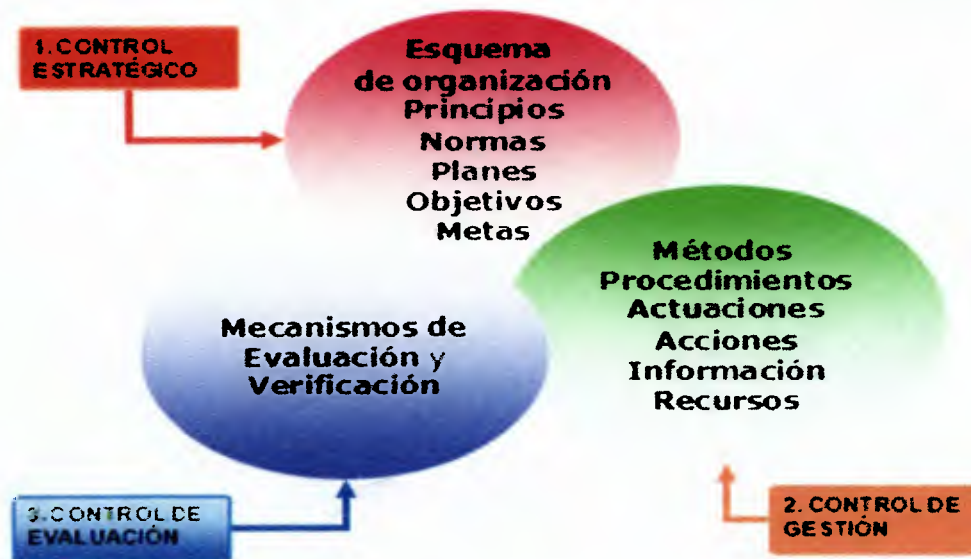 1. CONTROL
ESTRATÉGICO
Esquema
de organización
Principios
Normas
Planes
Objetivos
Metas
Métodos
Procedimientos
Actuaciones
Acciones
Información
Recursos
Mecanismos de
Evaluación y
Verificación
3. CONTROL DE
EVALUACIÓN
2. CONTROL DE
GESTIÓN